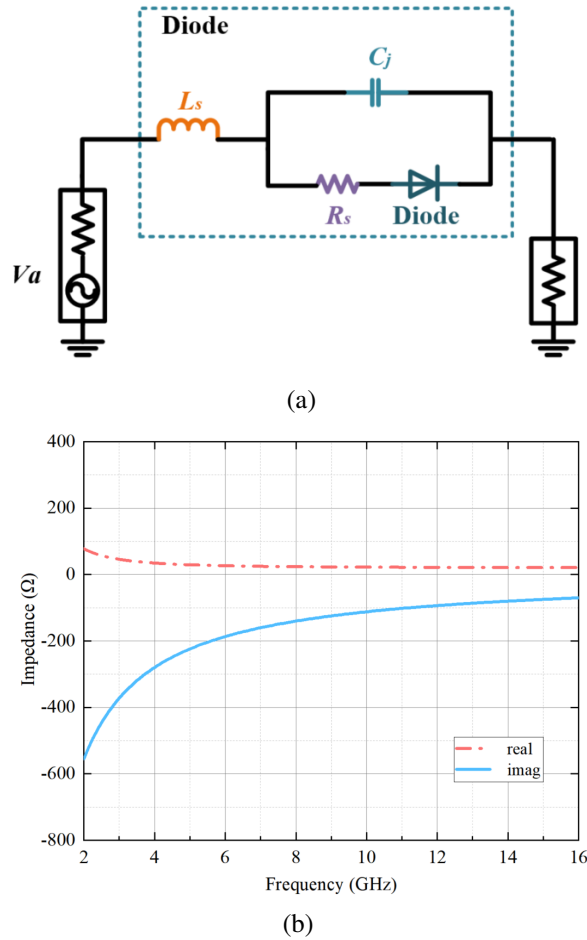 Diode
Cj
Ls
Rs
Diode
Va
(a)
400
200
0
-200
-400
-600
-800
Impedance (Ω)
real
imag
2
4
6
8
10
12
14
16
Frequency (GHz)
(b)